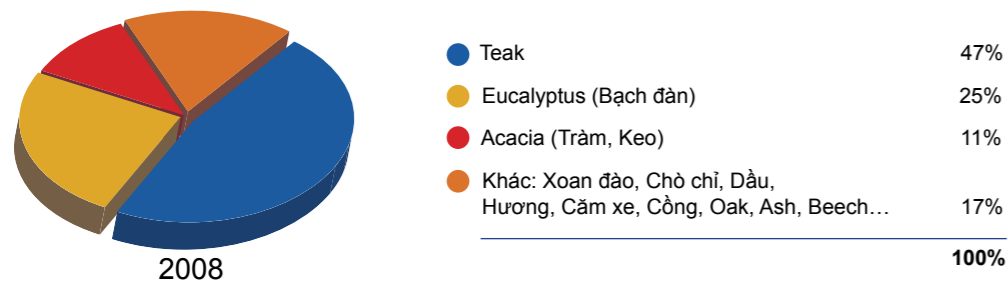 Teak 47%
Eucalyptus (Bạch đàn) 25%
Acacia (Tràm, Keo) 11%
Khác: Xoan đào, Chò chỉ, Dầu,
Hương, Căm xe, Cồng, Oak, Ash, Beech… 17%
100%
2008